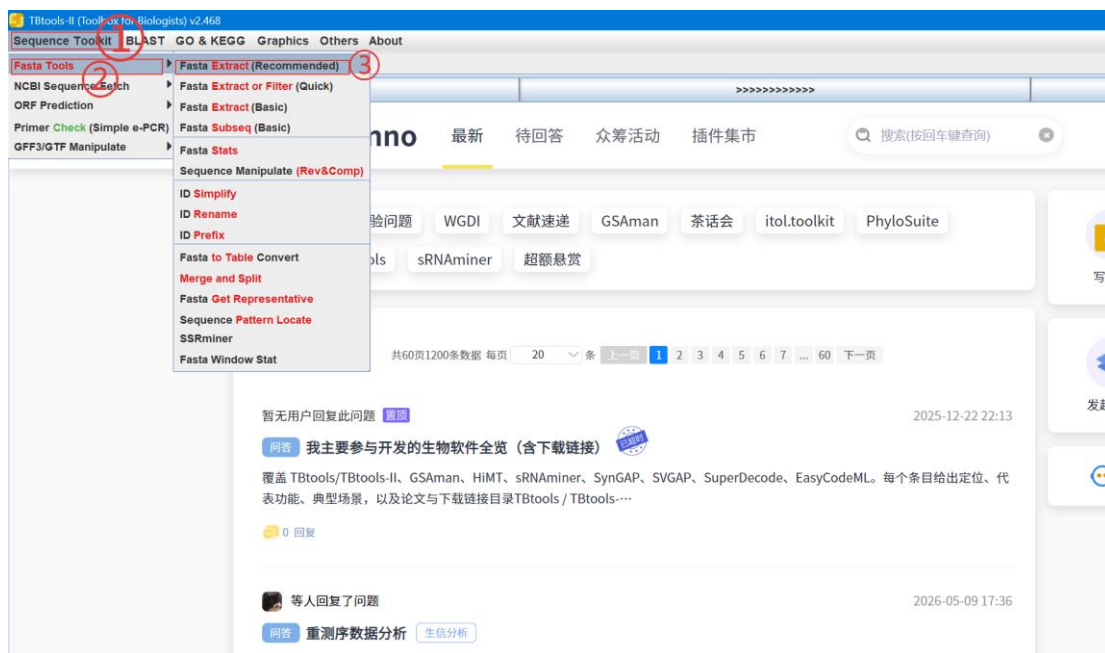 TBtools-II (Toolbox for Biologists) v2.468
Sequence Toolkit BLAST GO & KEGG Graphics Others About
①
Fasta Tools
②
NCBI Sequence Fetch
ORF Prediction
Primer Check (Simple e-PCR)
GFF3/GTF Manipulate
Fasta Extract (Recommended)
③
Fasta Extract or Filter (Quick)
Fasta Extract (Basic)
Fasta Subseq (Basic)
Fasta Stats
Sequence Manipulate (Rev&Comp)
ID Simplify
ID Rename
ID Prefix
Fasta to Table Convert
Merge and Split
Fasta Get Representative
Sequence Pattern Locate
SSRminer
Fasta Window Stat
>>>>>>>>>>>>
nno 最新 待回答 众筹活动 插件集市 搜索(按回车键查询)
验问题 WGDI 文献速递 GSAman 茶话会 itol.toolkit PhyloSuite
ols sRNAminer 超额悬赏
写
共60页1200条数据 每页 20 条 上一页 1 2 3 4 5 6 7 ... 60 下一页
发起
暂无用户回复此问题 置顶 2025-12-22 22:13
问答 我主要参与开发的生物软件全览（含下载链接） 已超时
覆盖 TBtools/TBtools-II、GSAman、HiMT、sRNAminer、SynGAP、SVGAP、SuperDecode、EasyCodeML。每个条目给出定位、代
表功能、典型场景，以及论文与下载链接目录TBtools / TBtools-…
0 回复
等人回复了问题 2026-05-09 17:36
问答 重测序数据分析 生信分析